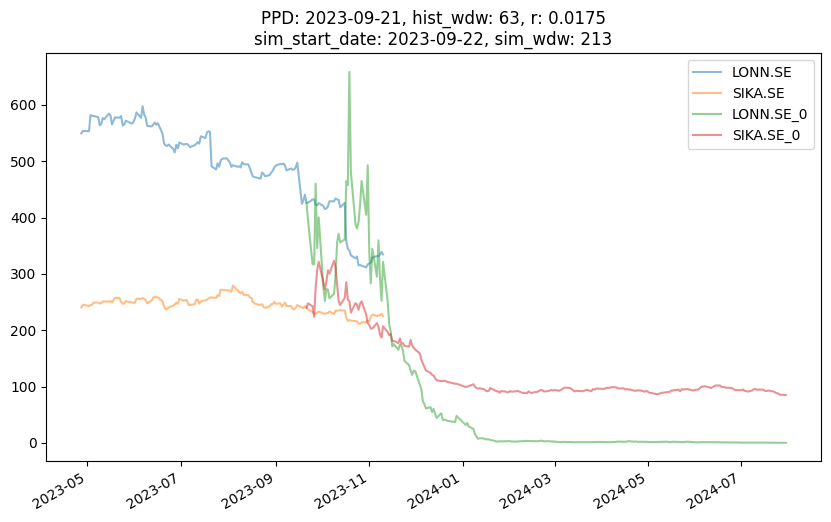 PPD: 2023-09-21, hist_wdw: 63, r: 0.0175
sim_start_date: 2023-09-22, sim_wdw: 213
LONN.SE
SIKA.SE
LONN.SE_0
SIKA.SE_0
600
500
400
300
200
100
0
2023-05
2023-07
2023-09
2023-11
2024-01
2024-03
2024-05
2024-07